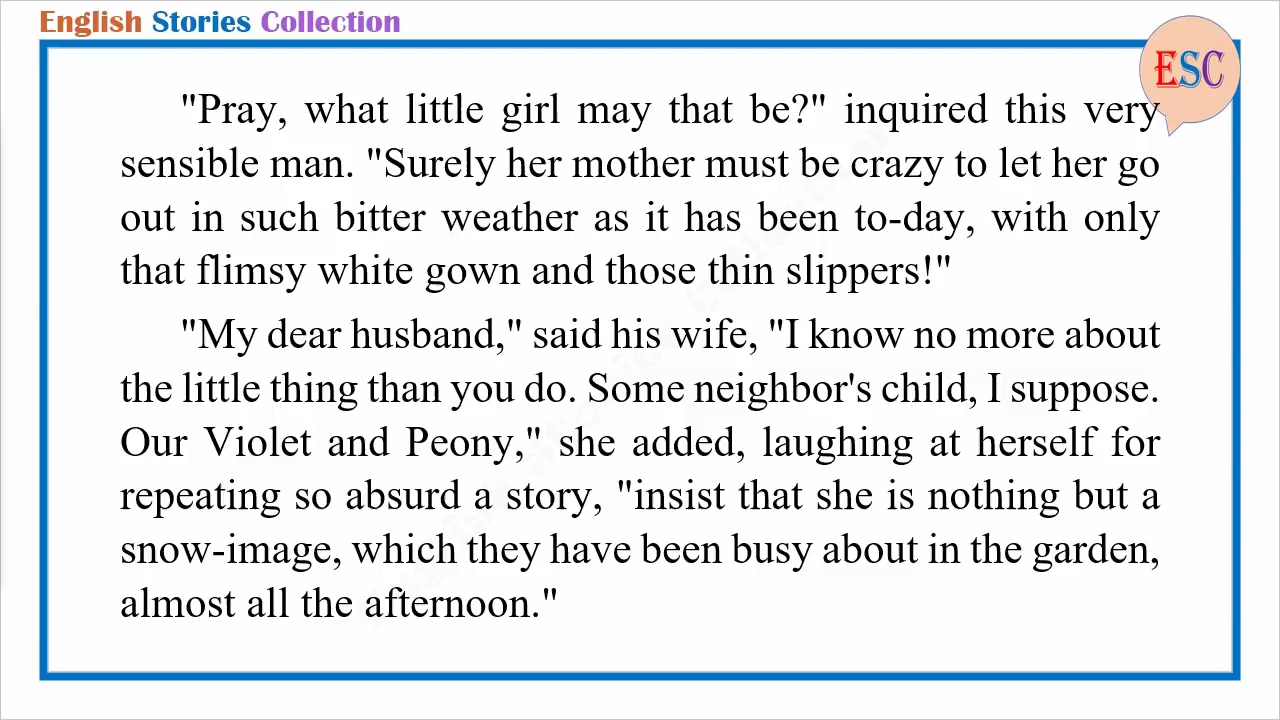 English Stories Collection
ESC
"Pray, what little girl may that be?" inquired this very
sensible man. "Surely her mother must be crazy to let her go
out in such bitter weather as it has been to-day, with only
that flimsy white gown and those thin slippers!"
"My dear husband," said his wife, "I know no more about
the little thing than you do. Some neighbor's child, I suppose.
Our Violet and Peony," she added, laughing at herself for
repeating so absurd a story, "insist that she is nothing but a
snow-image, which they have been busy about in the garden,
almost all the afternoon."